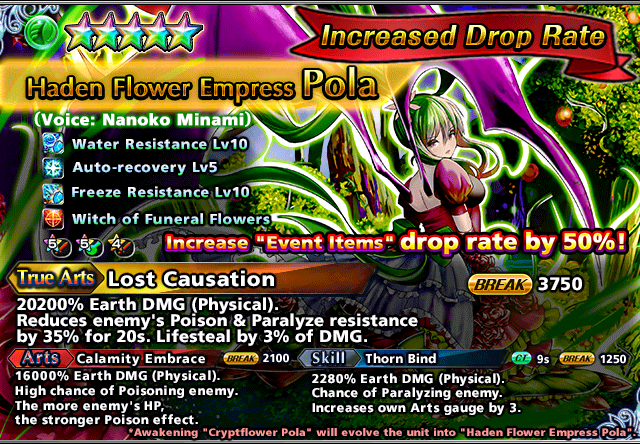 Increased Drop Rate
Haden Flower Empress Pola
(Voice: Nanoko Minami)
Water Resistance Lv10
Auto-recovery Lv5
Freeze Resistance Lv10
Witch of Funeral Flowers
5 5 4
Increase "Event Items" drop rate by 50%!
True Arts Lost Causation BREAK 3750
20200% Earth DMG (Physical).
Reduces enemy's Poison & Paralyze resistance
by 35% for 20s. Lifesteal by 3% of DMG.
Arts Calamity Embrace BREAK 2100
16000% Earth DMG (Physical).
High chance of Poisoning enemy.
The more enemy's HP,
the stronger Poison effect.
Skill Thorn Bind CT 9s BREAK 1250
2280% Earth DMG (Physical).
Chance of Paralyzing enemy.
Increases own Arts gauge by 3.
*Awakening "Cryptflower Pola" will evolve the unit into "Haden Flower Empress Pola".